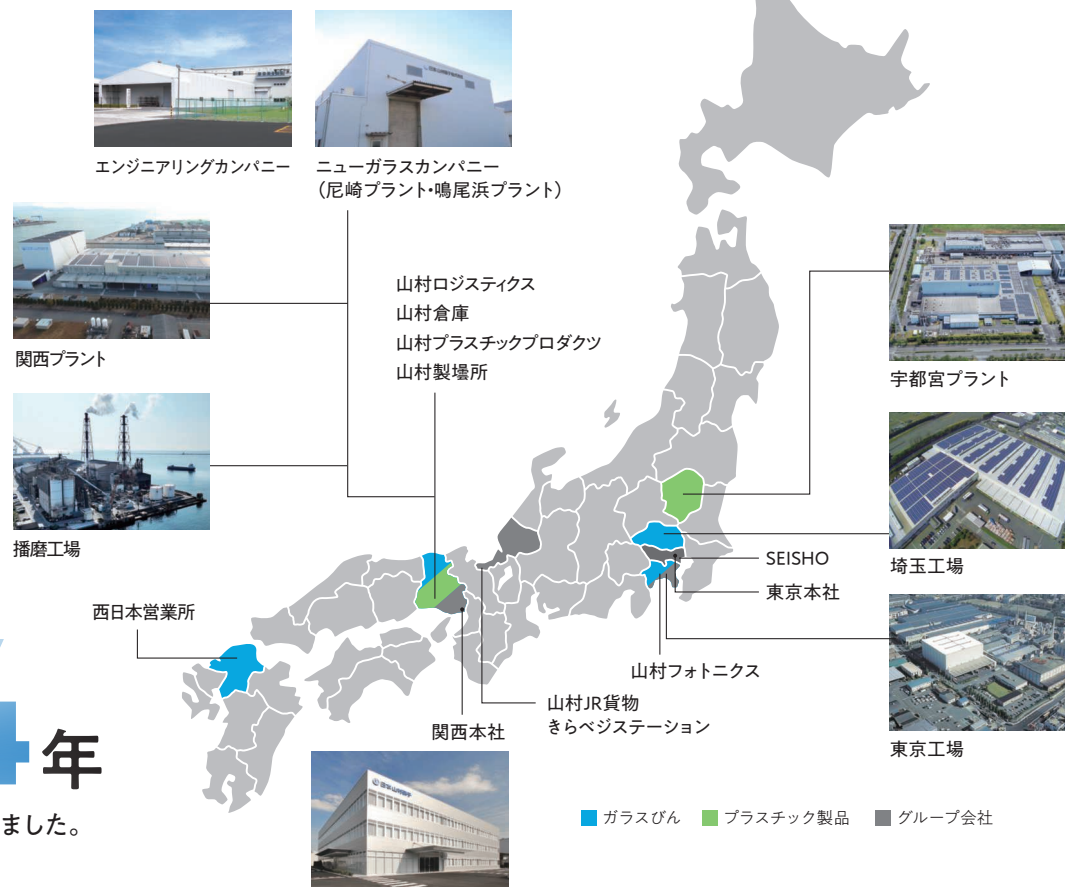 エンジニアリングカンパニー
ニューガラスカンパニー
（尼崎プラント・鳴尾浜プラント）
関西プラント
播磨工場
山村ロジスティクス
山村倉庫
山村プラスチックプロダクツ
山村製壜所
宇都宮プラント
埼玉工場
SEISHO
東京本社
東京工場
西日本営業所
山村フォトニクス
山村JR貨物
きらベジステーション
関西本社
年
ました。
ガラスびん
プラスチック製品
グループ会社